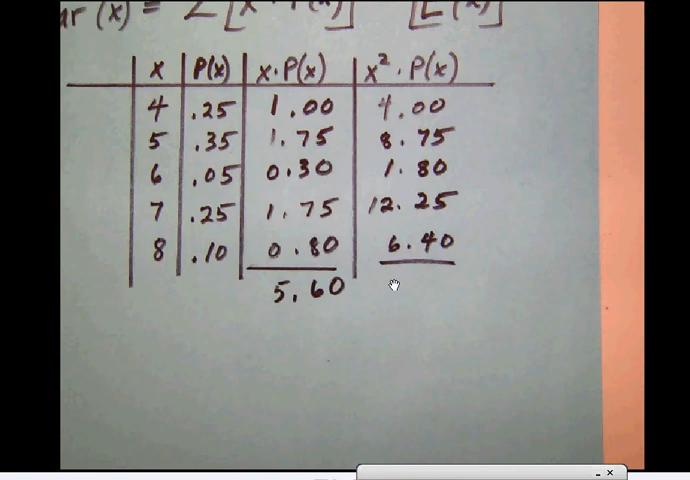 ar (x) = Σ [x² · P(x)] [E(x)]
x P(x) x·P(x) x² · P(x)
4 .25 1.00 4.00
5 .35 1.75 8.75
6 .05 0.30 1.80
7 .25 1.75 12.25
8 .10 0.80 6.40
5.60